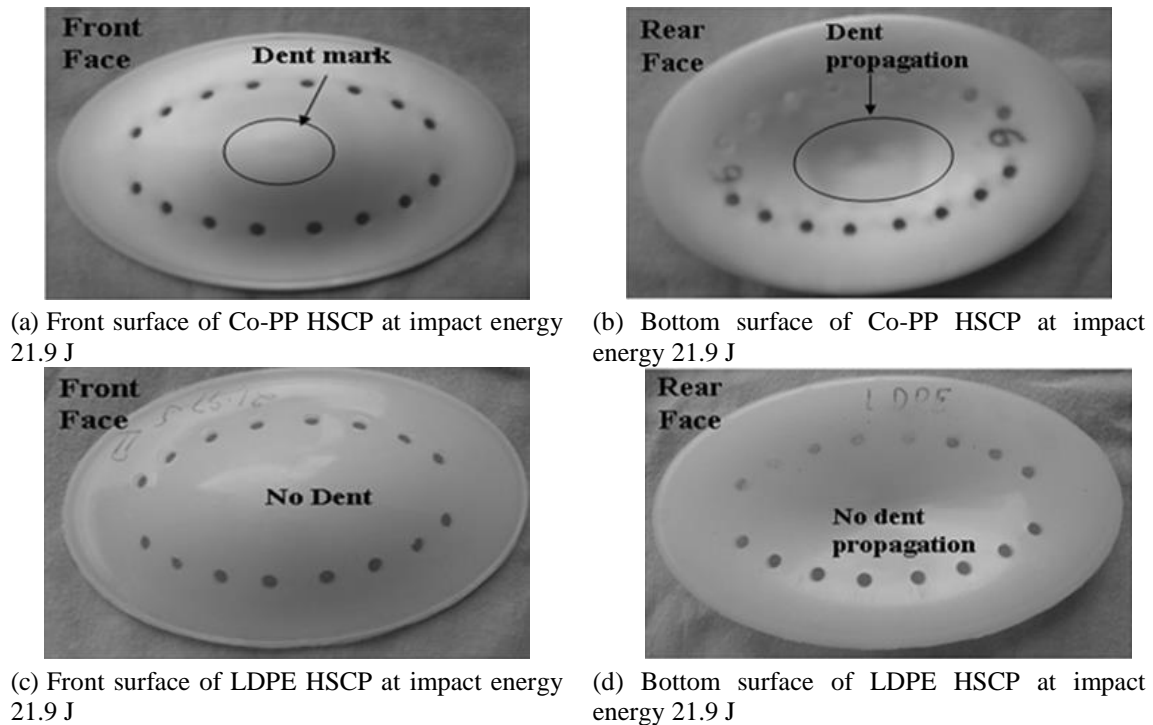 Front
Face
Dent mark
Rear
Face
Dent
propagation
6
6
(a) Front surface of Co-PP HSCP at impact energy
21.9 J
(b) Bottom surface of Co-PP HSCP at impact
energy 21.9 J
Front
Face
No Dent
Rear
Face
LDPE
No dent
propagation
(c) Front surface of LDPE HSCP at impact energy
21.9 J
(d) Bottom surface of LDPE HSCP at impact
energy 21.9 J